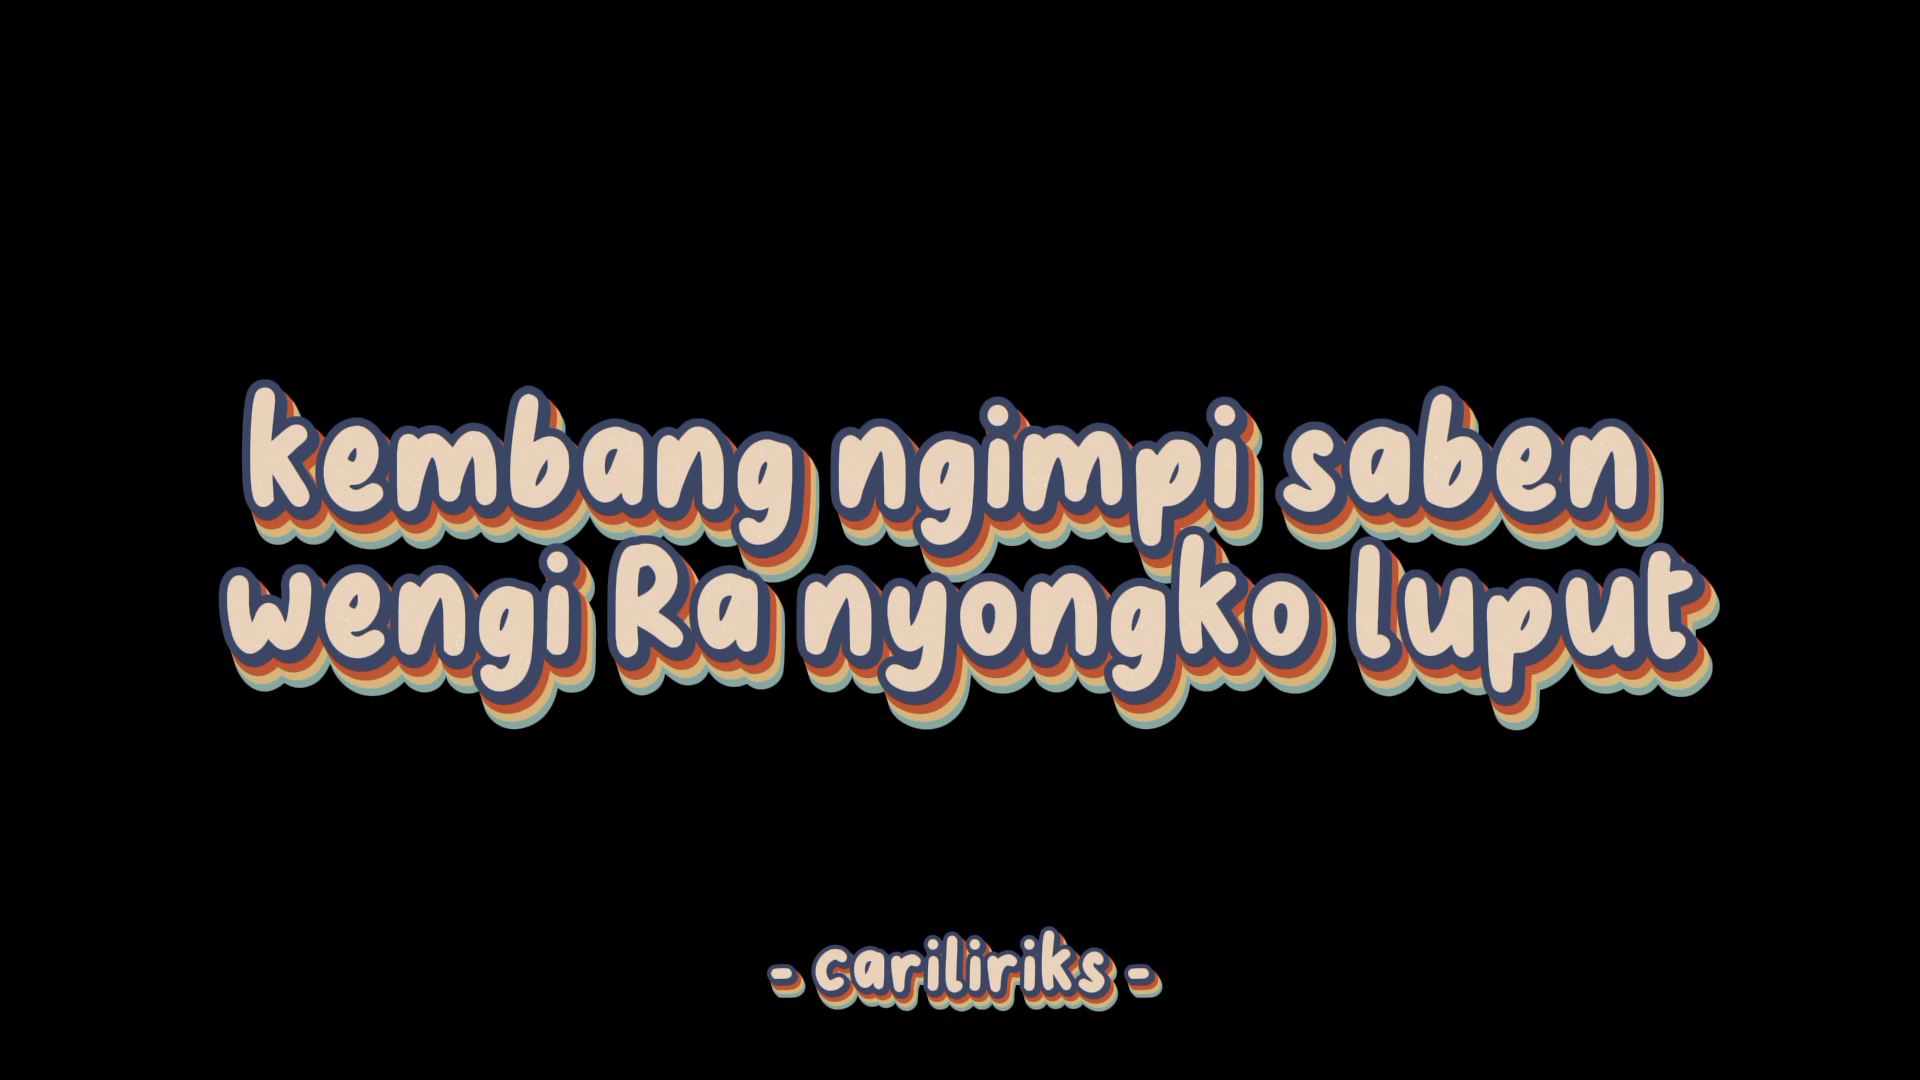 kembang ngimpi saben
wengi Ra nyongko luput
- cariliriks -